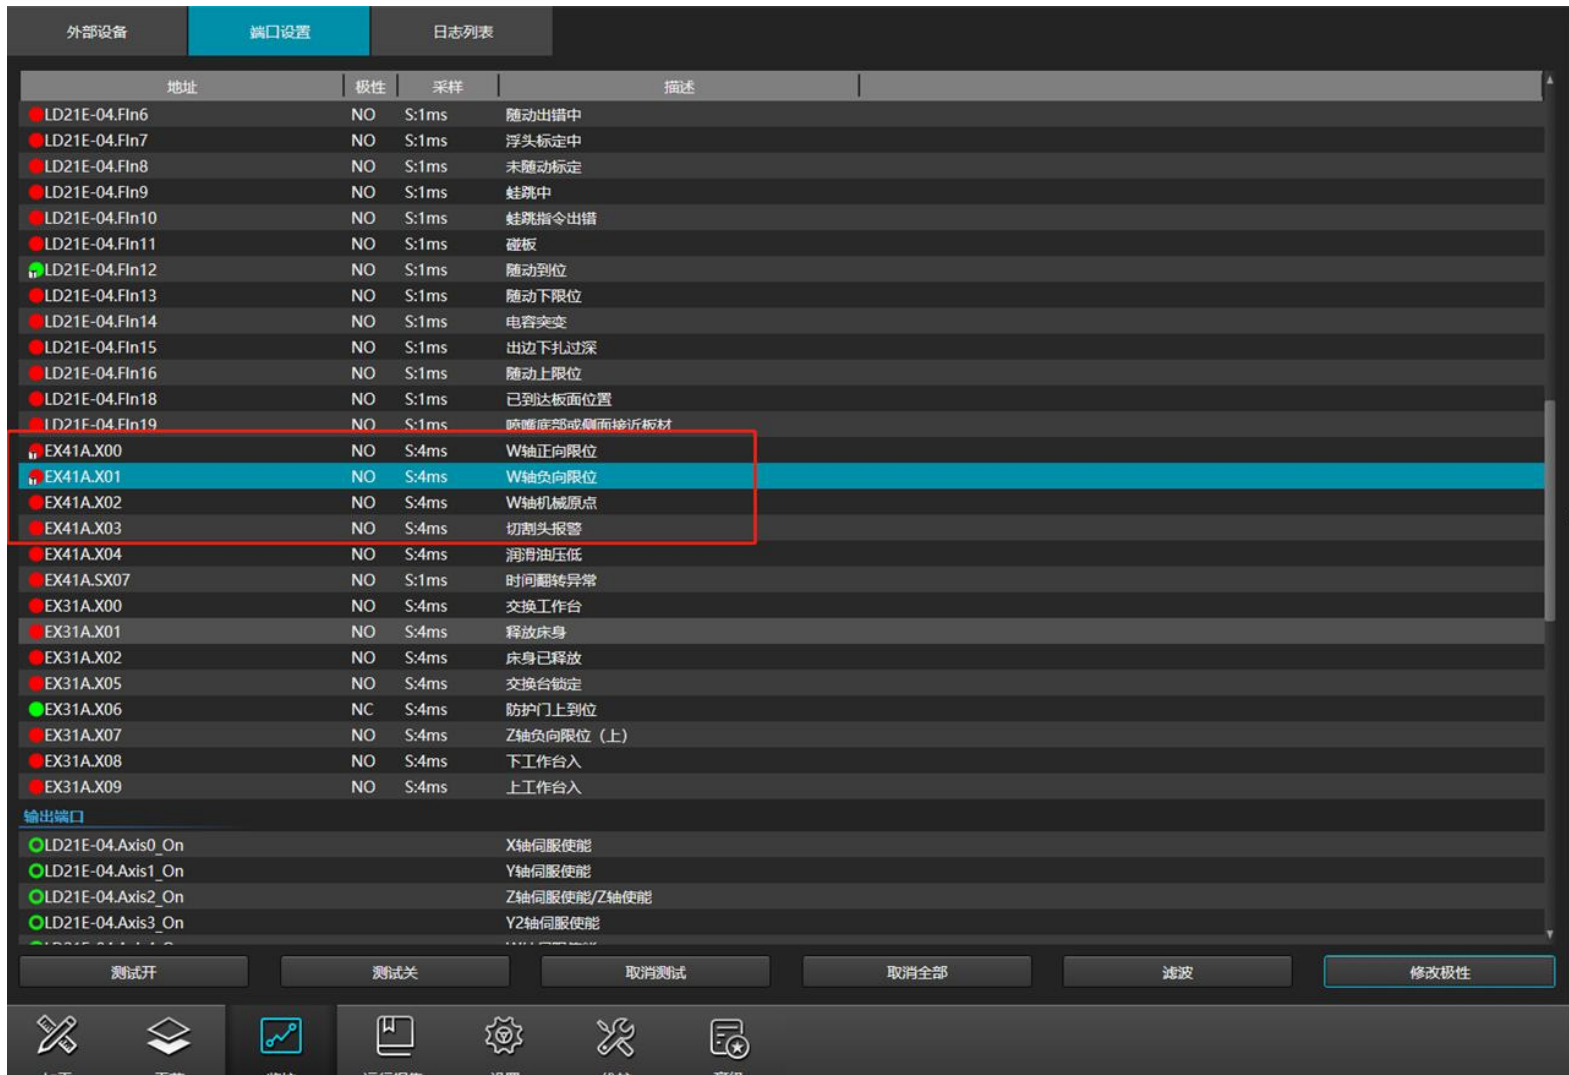 外部设备 端口设置 日志列表
地址 极性 采样 描述
LD21E-04.FIn6 NO S:1ms 随动出错中
LD21E-04.FIn7 NO S:1ms 浮头标定中
LD21E-04.FIn8 NO S:1ms 未随动标定
LD21E-04.FIn9 NO S:1ms 蛙跳中
LD21E-04.FIn10 NO S:1ms 蛙跳指令出错
LD21E-04.FIn11 NO S:1ms 碰板
LD21E-04.FIn12 NO S:1ms 随动到位
LD21E-04.FIn13 NO S:1ms 随动下限位
LD21E-04.FIn14 NO S:1ms 电容突变
LD21E-04.FIn15 NO S:1ms 出边下扎过深
LD21E-04.FIn16 NO S:1ms 随动上限位
LD21E-04.FIn18 NO S:1ms 已到达板面位置
LD21E-04.FIn19 NO S:1ms 喷嘴底部或侧面接近板材
EX41A.X00 NO S:4ms W轴正向限位
EX41A.X01 NO S:4ms W轴负向限位
EX41A.X02 NO S:4ms W轴机械原点
EX41A.X03 NO S:4ms 切割头报警
EX41A.X04 NO S:4ms 润滑油压低
EX41A.SX07 NO S:1ms 时间翻转异常
EX31A.X00 NO S:4ms 交换工作台
EX31A.X01 NO S:4ms 释放床身
EX31A.X02 NO S:4ms 床身已释放
EX31A.X05 NO S:4ms 交换台锁定
EX31A.X06 NC S:4ms 防护门上到位
EX31A.X07 NO S:4ms Z轴负向限位（上）
EX31A.X08 NO S:4ms 下工作台入
EX31A.X09 NO S:4ms 上工作台入
输出端口
LD21E-04.Axis0_On X轴伺服使能
LD21E-04.Axis1_On Y轴伺服使能
LD21E-04.Axis2_On Z轴伺服使能/Z轴使能
LD21E-04.Axis3_On Y2轴伺服使能
测试开 测试关 取消测试 取消全部 滤波 修改极性